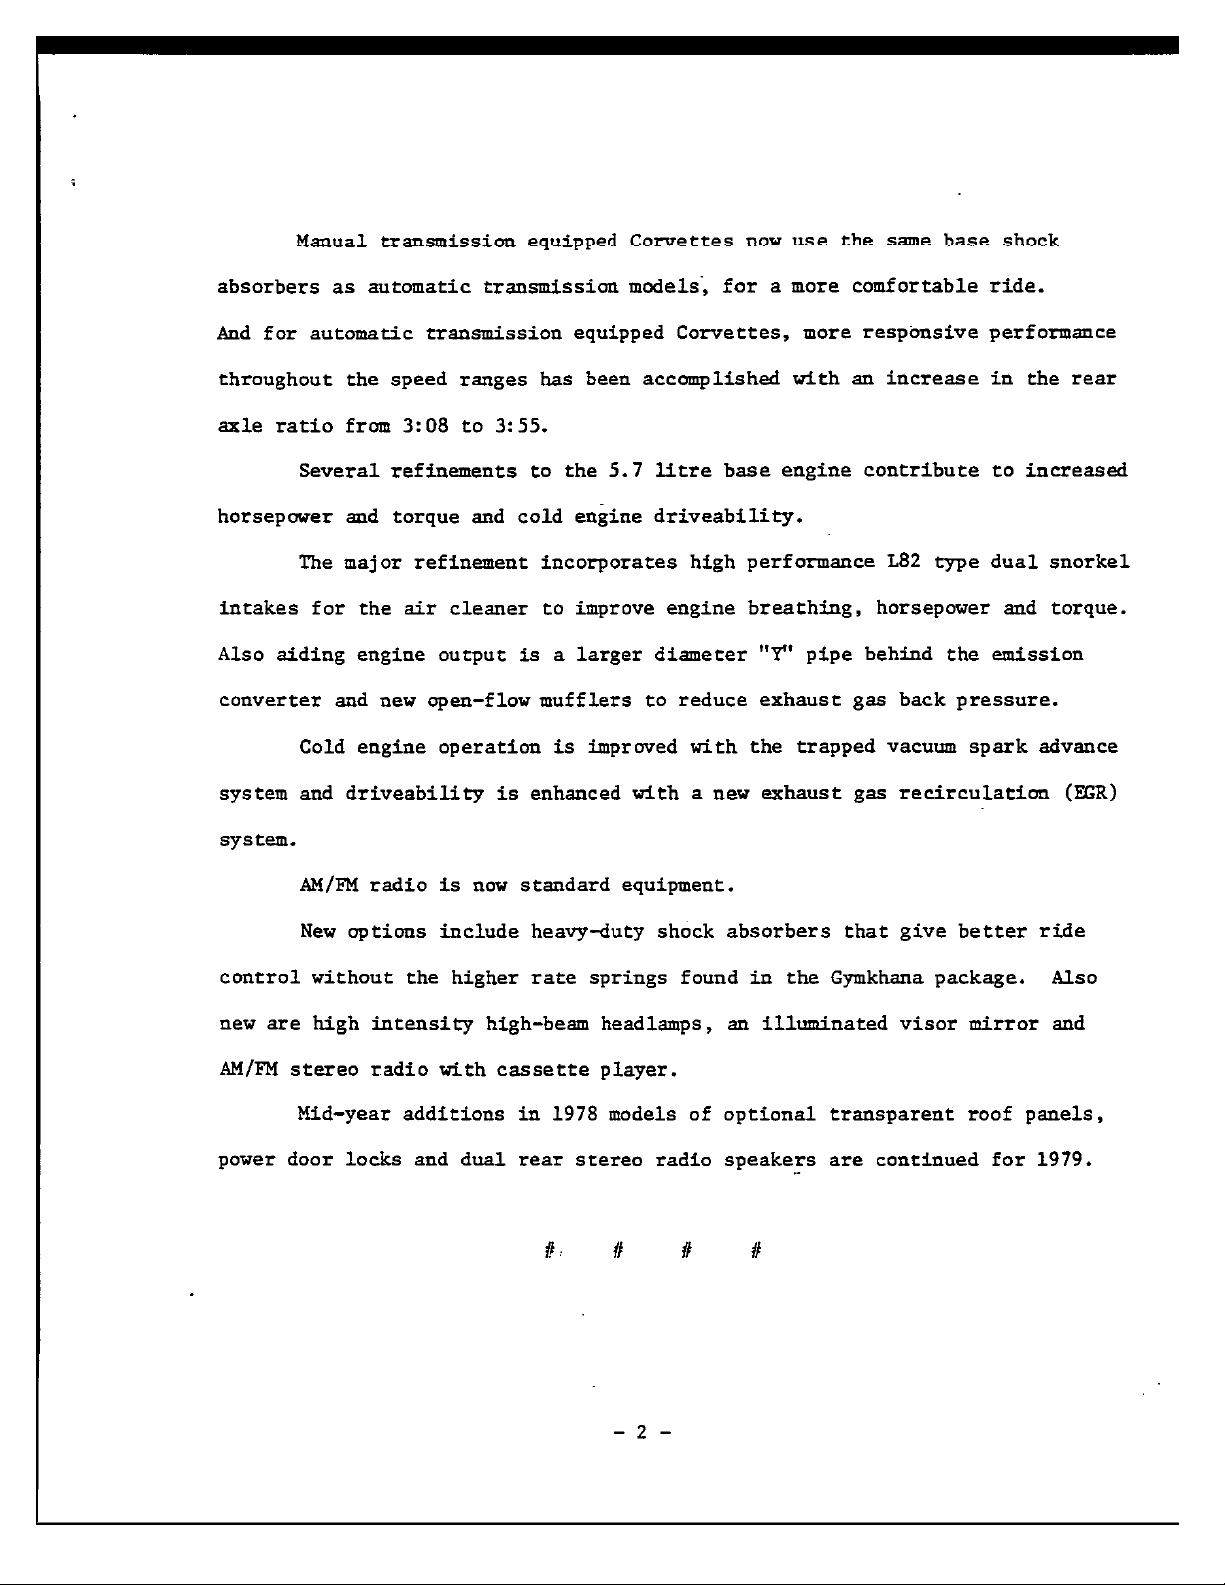 Manual transmission equipped Corvettes now use the same base shock
absorbers as automatic transmission models, for a more comfortable ride.
And for automatic transmission equipped Corvettes, more responsive performance
throughout the speed ranges has been accomplished with an increase in the rear
axle ratio from 3:08 to 3:55.
Several refinements to the 5.7 litre base engine contribute to increased
horsepower and torque and cold engine driveability.
The major refinement incorporates high performance L82 type dual snorkel
intakes for the air cleaner to improve engine breathing, horsepower and torque.
Also aiding engine output is a larger diameter "Y" pipe behind the emission
converter and new open-flow mufflers to reduce exhaust gas back pressure.
Cold engine operation is improved with the trapped vacuum spark advance
system and driveability is enhanced with a new exhaust gas recirculation (EGR)
system.
AM/FM radio is now standard equipment.
New options include heavy-duty shock absorbers that give better ride
control without the higher rate springs found in the Gymkhana package. Also
new are high intensity high-beam headlamps, an illuminated visor mirror and
AM/FM stereo radio with cassette player.
Mid-year additions in 1978 models of optional transparent roof panels,
power door locks and dual rear stereo radio speakers are continued for 1979.
# # # #
- 2 -